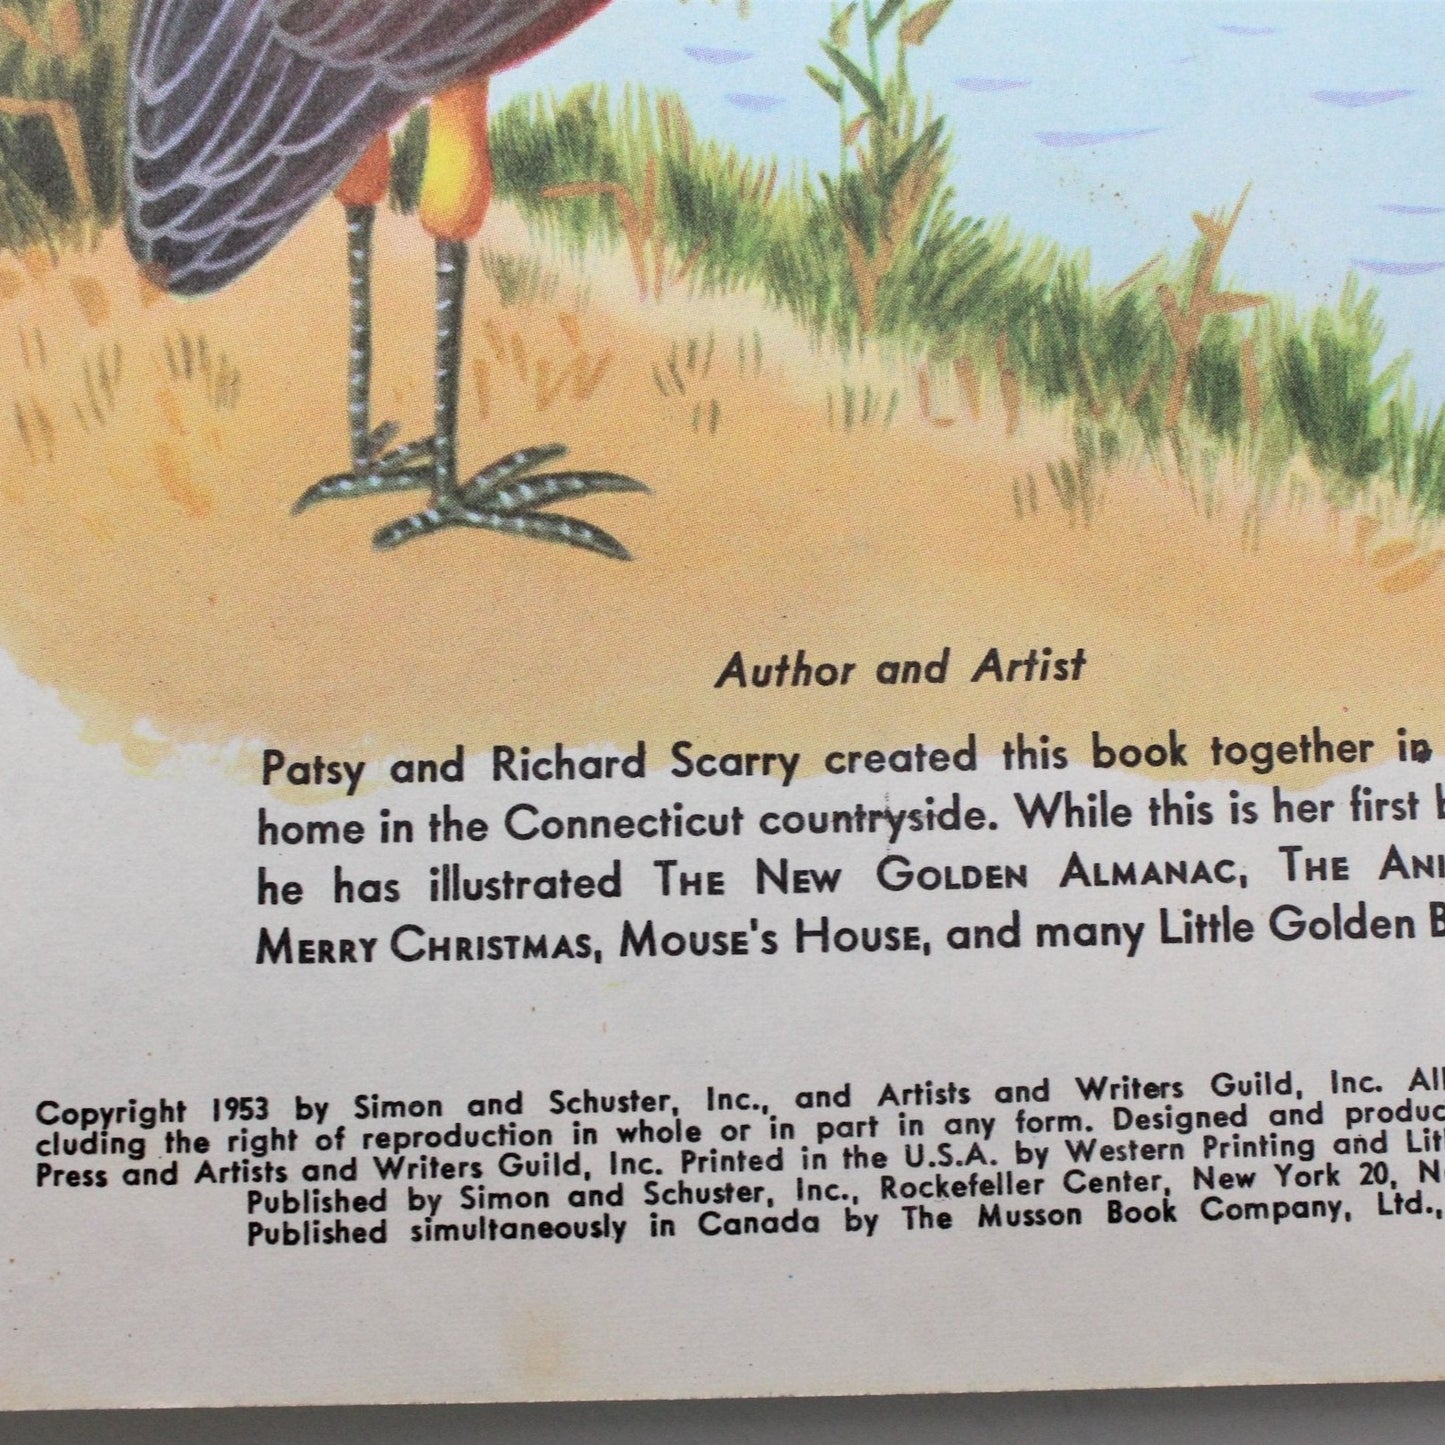 Author and Artist
Patsy and Richard Scarry created this book together in
home in the Connecticut countryside. While this is her first
he has illustrated THE NEW GOLDEN ALMANAC, THE
MERRY CHRISTMAS, MOUSE'S HOUSE, and many Little Golden
Copyright 1953 by Simon and Schuster, Inc., and Artists and Writers Guild, Inc. All
cluding the right of reproduction in whole or in part in any form. Designed and
Press and Artists and Writers Guild, Inc. Printed in the U.S.A. by Western Printing and
Published by Simon and Schuster, Inc., Rockefeller Center, New York 20,
Published simultaneously in Canada by The Musson Book Company, Ltd.,